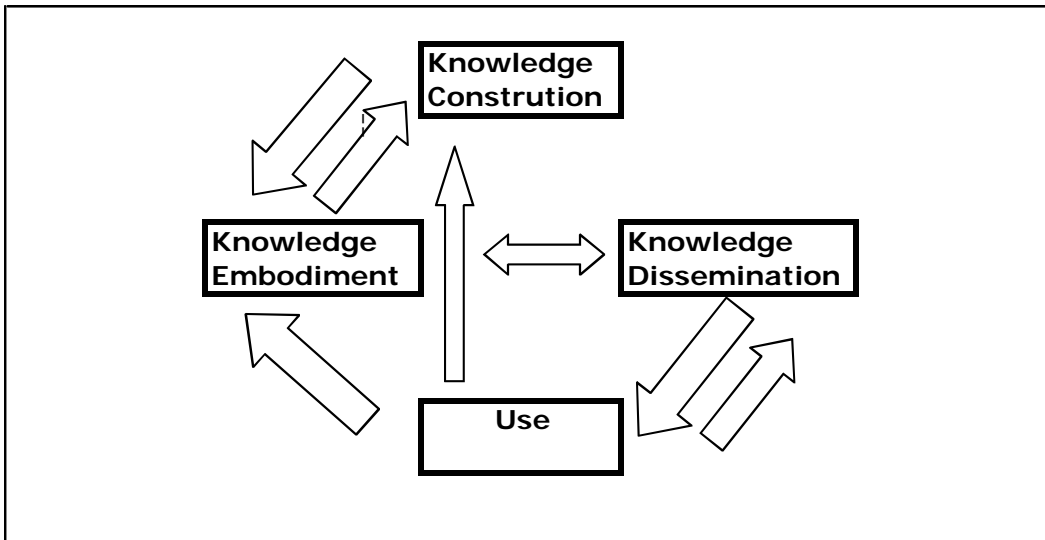 Knowledge
Constrution
Knowledge
Embodiment
Knowledge
Dissemination
Use